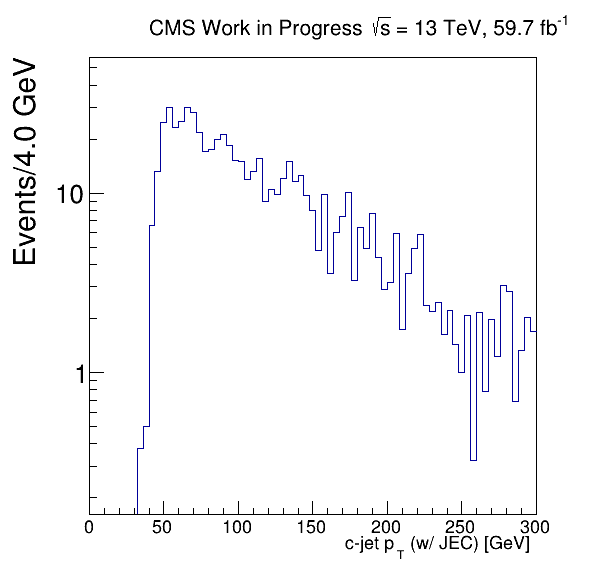 CMS Work in Progress √s = 13 TeV, 59.7 fb-1
Events/4.0 GeV
10
1
0 50 100 150 200 250 300
c-jet pT (w/ JEC) [GeV]